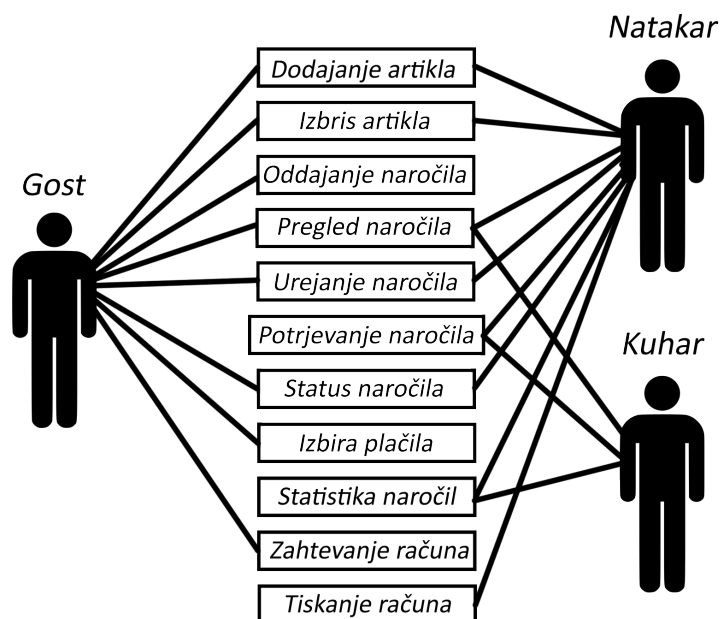 Natakar
Dodajanje artikla
Izbris artikla
Oddajanje naročila
Gost
Pregled naročila
Urejanje naročila
Potrjevanje naročila
Kuhar
Status naročila
Izbira plačila
Statistika naročil
Zahtevanje računa
Tiskanje računa